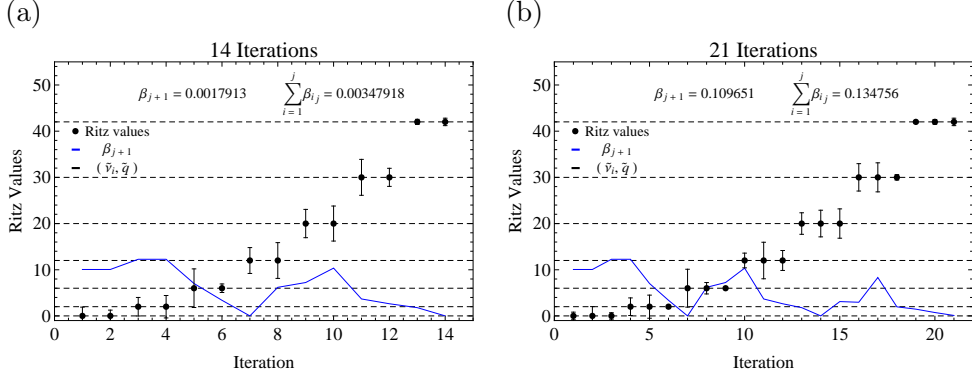 (a)
14 Iterations
β_{j+1} = 0.0017913 \sum_{i=1}^{j} β_{ij} = 0.00347918
Ritz values
β_{j+1}
(ṽ_i, q̃)
Ritz Values
50
40
30
20
10
0
0 2 4 6 8 10 12 14
Iteration
(b)
21 Iterations
β_{j+1} = 0.109651 \sum_{i=1}^{j} β_{ij} = 0.134756
Ritz values
β_{j+1}
(ṽ_i, q̃)
Ritz Values
50
40
30
20
10
0
0 5 10 15 20
Iteration